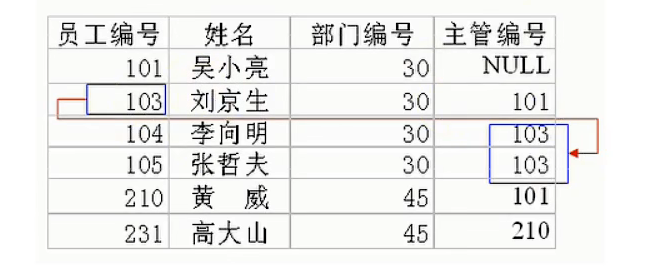 员工编号 姓名 部门编号 主管编号
101 吴小亮 30 NULL
103 刘京生 30 101
104 李向明 30 103
105 张哲夫 30 103
210 黄 威 45 101
231 高大山 45 210